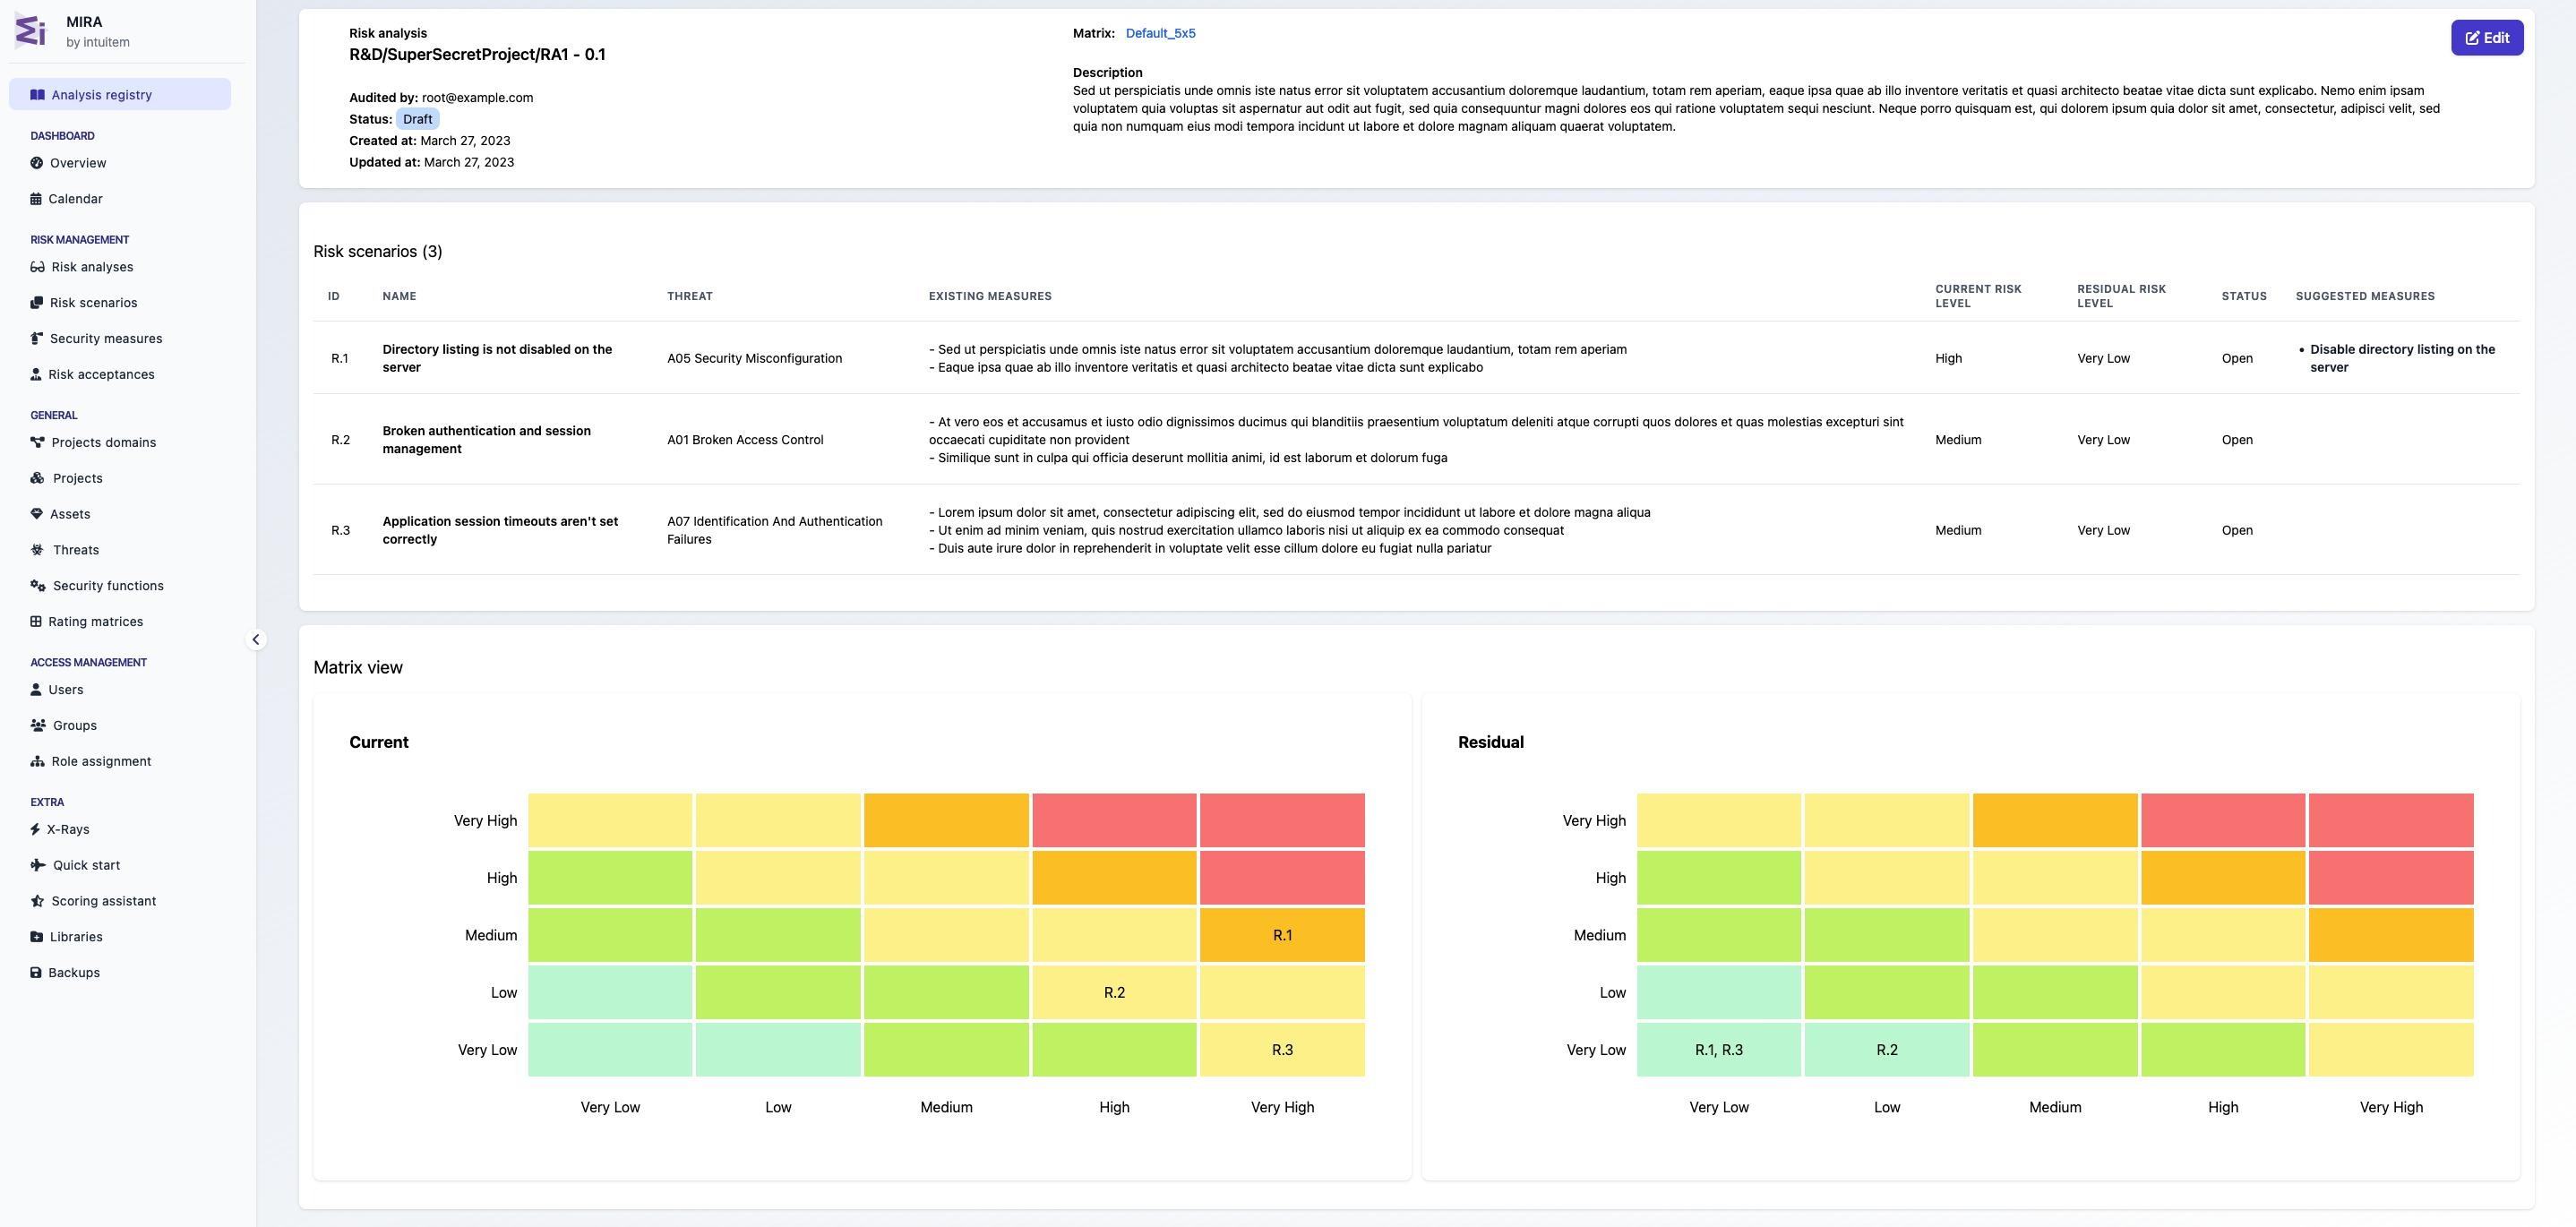 MIRA
by intuitem
Analysis registry
DASHBOARD
Overview
Calendar
RISK MANAGEMENT
Risk analyses
Risk scenarios
Security measures
Risk acceptances
GENERAL
Projects domains
Projects
Assets
Threats
Security functions
Rating matrices
ACCESS MANAGEMENT
Users
Groups
Role assignment
EXTRA
X-Rays
Quick start
Scoring assistant
Libraries
Backups
Risk analysis
R&D/SuperSecretProject/RA1 - 0.1
Audited by: root@example.com
Status: Draft
Created at: March 27, 2023
Updated at: March 27, 2023
Matrix: Default_5x5
Edit
Description
Sed ut perspiciatis unde omnis iste natus error sit voluptatem accusantium doloremque laudantium, totam rem aperiam, eaque ipsa quae ab illo inventore veritatis et quasi architecto beatae vitae dicta sunt explicabo. Nemo enim ipsam
voluptatem quia voluptas sit aspernatur aut odit aut fugit, sed quia consequuntur magni dolores eos qui ratione voluptatem sequi nesciunt. Neque porro quisquam est, qui dolorem ipsum quia dolor sit amet, consectetur, adipisci velit, sed
quia non numquam eius modi tempora incidunt ut labore et dolore magnam aliquam quaerat voluptatem.
Risk scenarios (3)
ID NAME THREAT EXISTING MEASURES CURRENT RISK LEVEL RESIDUAL RISK LEVEL STATUS SUGGESTED MEASURES
R.1
Directory listing is not disabled on the
server
A05 Security Misconfiguration
- Sed ut perspiciatis unde omnis iste natus error sit voluptatem accusantium doloremque laudantium, totam rem aperiam
- Eaque ipsa quae ab illo inventore veritatis et quasi architecto beatae vitae dicta sunt explicabo
High
Very Low
Open
• Disable directory listing on the
server
R.2
Broken authentication and session
management
A01 Broken Access Control
- At vero eos et accusamus et iusto odio dignissimos ducimus qui blanditiis praesentium voluptatum deleniti atque corrupti quos dolores et quas molestias excepturi sint
occaecati cupiditate non provident
- Similique sunt in culpa qui officia deserunt mollitia animi, id est laborum et dolorum fuga
Medium
Very Low
Open
R.3
Application session timeouts aren't set
correctly
A07 Identification And Authentication
Failures
- Lorem ipsum dolor sit amet, consectetur adipiscing elit, sed do eiusmod tempor incididunt ut labore et dolore magna aliqua
- Ut enim ad minim veniam, quis nostrud exercitation ullamco laboris nisi ut aliquip ex ea commodo consequat
- Duis aute irure dolor in reprehenderit in voluptate velit esse cillum dolore eu fugiat nulla pariatur
Medium
Very Low
Open
Matrix view
Current
Very High
High
Medium R.1
Low R.2
Very Low R.3
Very Low Low Medium High Very High
Residual
Very High
High
Medium
Low
Very Low R.1, R.3 R.2
Very Low Low Medium High Very High